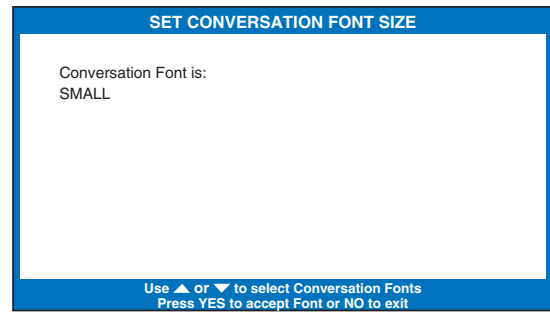 SET CONVERSATION FONT SIZE
Conversation Font is:
SMALL
Use ▲ or ▼ to select Conversation Fonts
Press YES to accept Font or NO to exit